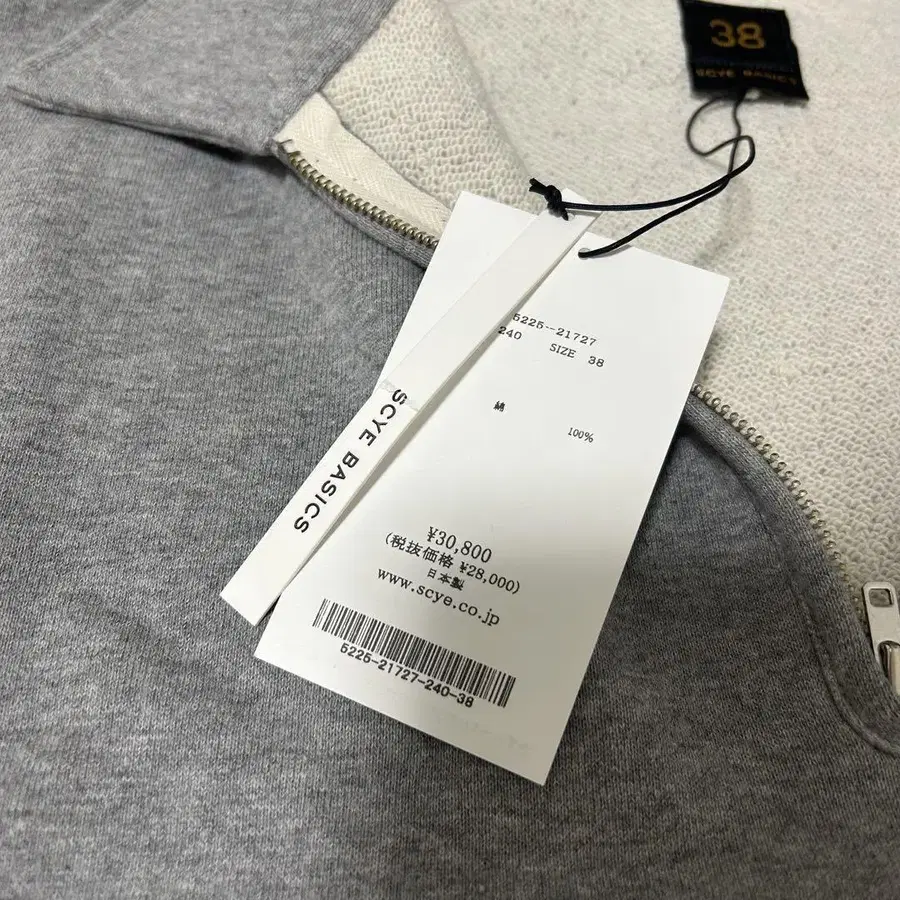 38
SCYE BASICS
5225-21727
240 SIZE 38
綿
100%
SCYE BASICS
¥30,800
(税抜価格 ¥28,000)
日本製
www.scye.co.jp
5225-21727-240-38